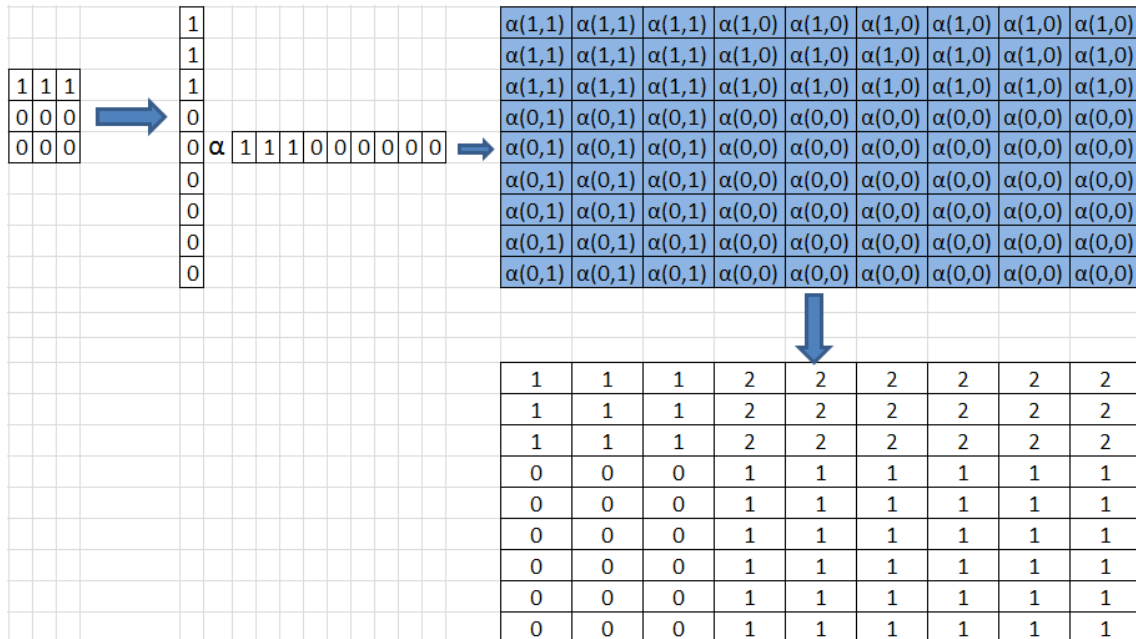 1 α(1,1) α(1,1) α(1,1) α(1,0) α(1,0) α(1,0) α(1,0) α(1,0) α(1,0)
1 α(1,1) α(1,1) α(1,1) α(1,0) α(1,0) α(1,0) α(1,0) α(1,0) α(1,0)
1 1 1 1 α(1,1) α(1,1) α(1,1) α(1,0) α(1,0) α(1,0) α(1,0) α(1,0) α(1,0)
0 0 0 0 α(0,1) α(0,1) α(0,1) α(0,0) α(0,0) α(0,0) α(0,0) α(0,0) α(0,0)
0 0 0 0 α 1 1 1 0 0 0 0 0 0 α(0,1) α(0,1) α(0,1) α(0,0) α(0,0) α(0,0) α(0,0) α(0,0) α(0,0)
0 α(0,1) α(0,1) α(0,1) α(0,0) α(0,0) α(0,0) α(0,0) α(0,0) α(0,0)
0 α(0,1) α(0,1) α(0,1) α(0,0) α(0,0) α(0,0) α(0,0) α(0,0) α(0,0)
0 α(0,1) α(0,1) α(0,1) α(0,0) α(0,0) α(0,0) α(0,0) α(0,0) α(0,0)
0 α(0,1) α(0,1) α(0,1) α(0,0) α(0,0) α(0,0) α(0,0) α(0,0) α(0,0)
1 1 1 2 2 2 2 2 2
1 1 1 2 2 2 2 2 2
1 1 1 2 2 2 2 2 2
0 0 0 1 1 1 1 1 1
0 0 0 1 1 1 1 1 1
0 0 0 1 1 1 1 1 1
0 0 0 1 1 1 1 1 1
0 0 0 1 1 1 1 1 1
0 0 0 1 1 1 1 1 1